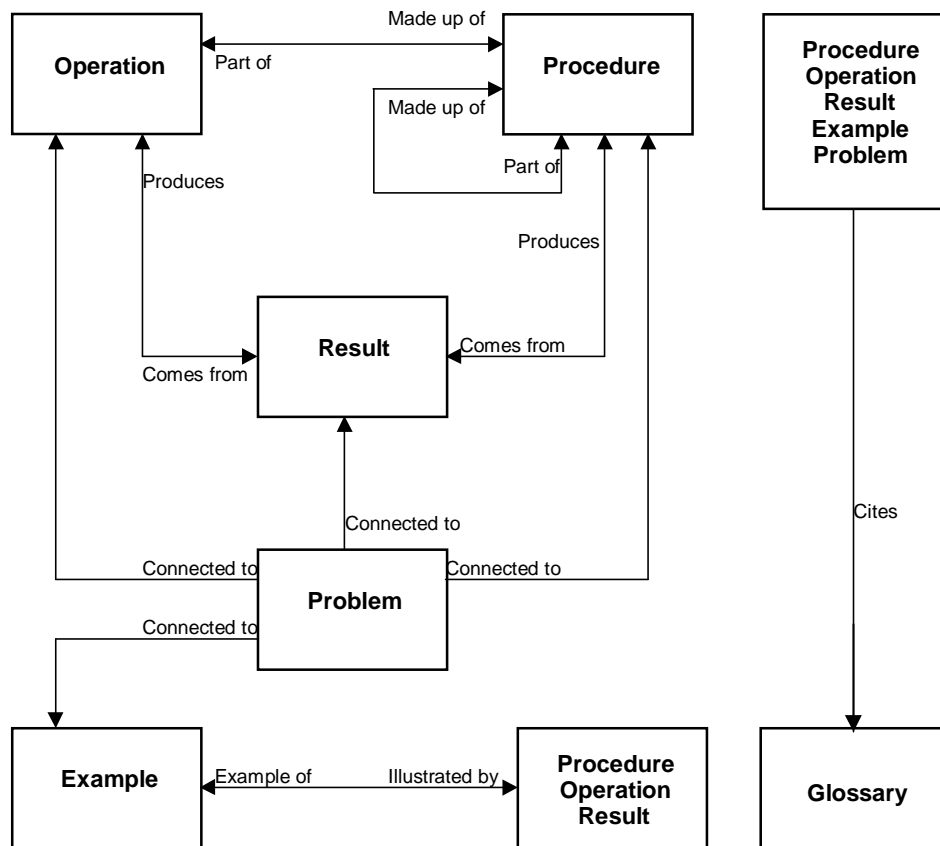 Made up of
Operation
Part of
Procedure
Made up of
Part of
Procedure
Operation
Result
Example
Problem
Produces
Produces
Result
Comes from
Comes from
Cites
Connected to
Connected to
Problem
Connected to
Connected to
Example
Example of
Illustrated by
Procedure
Operation
Result
Glossary